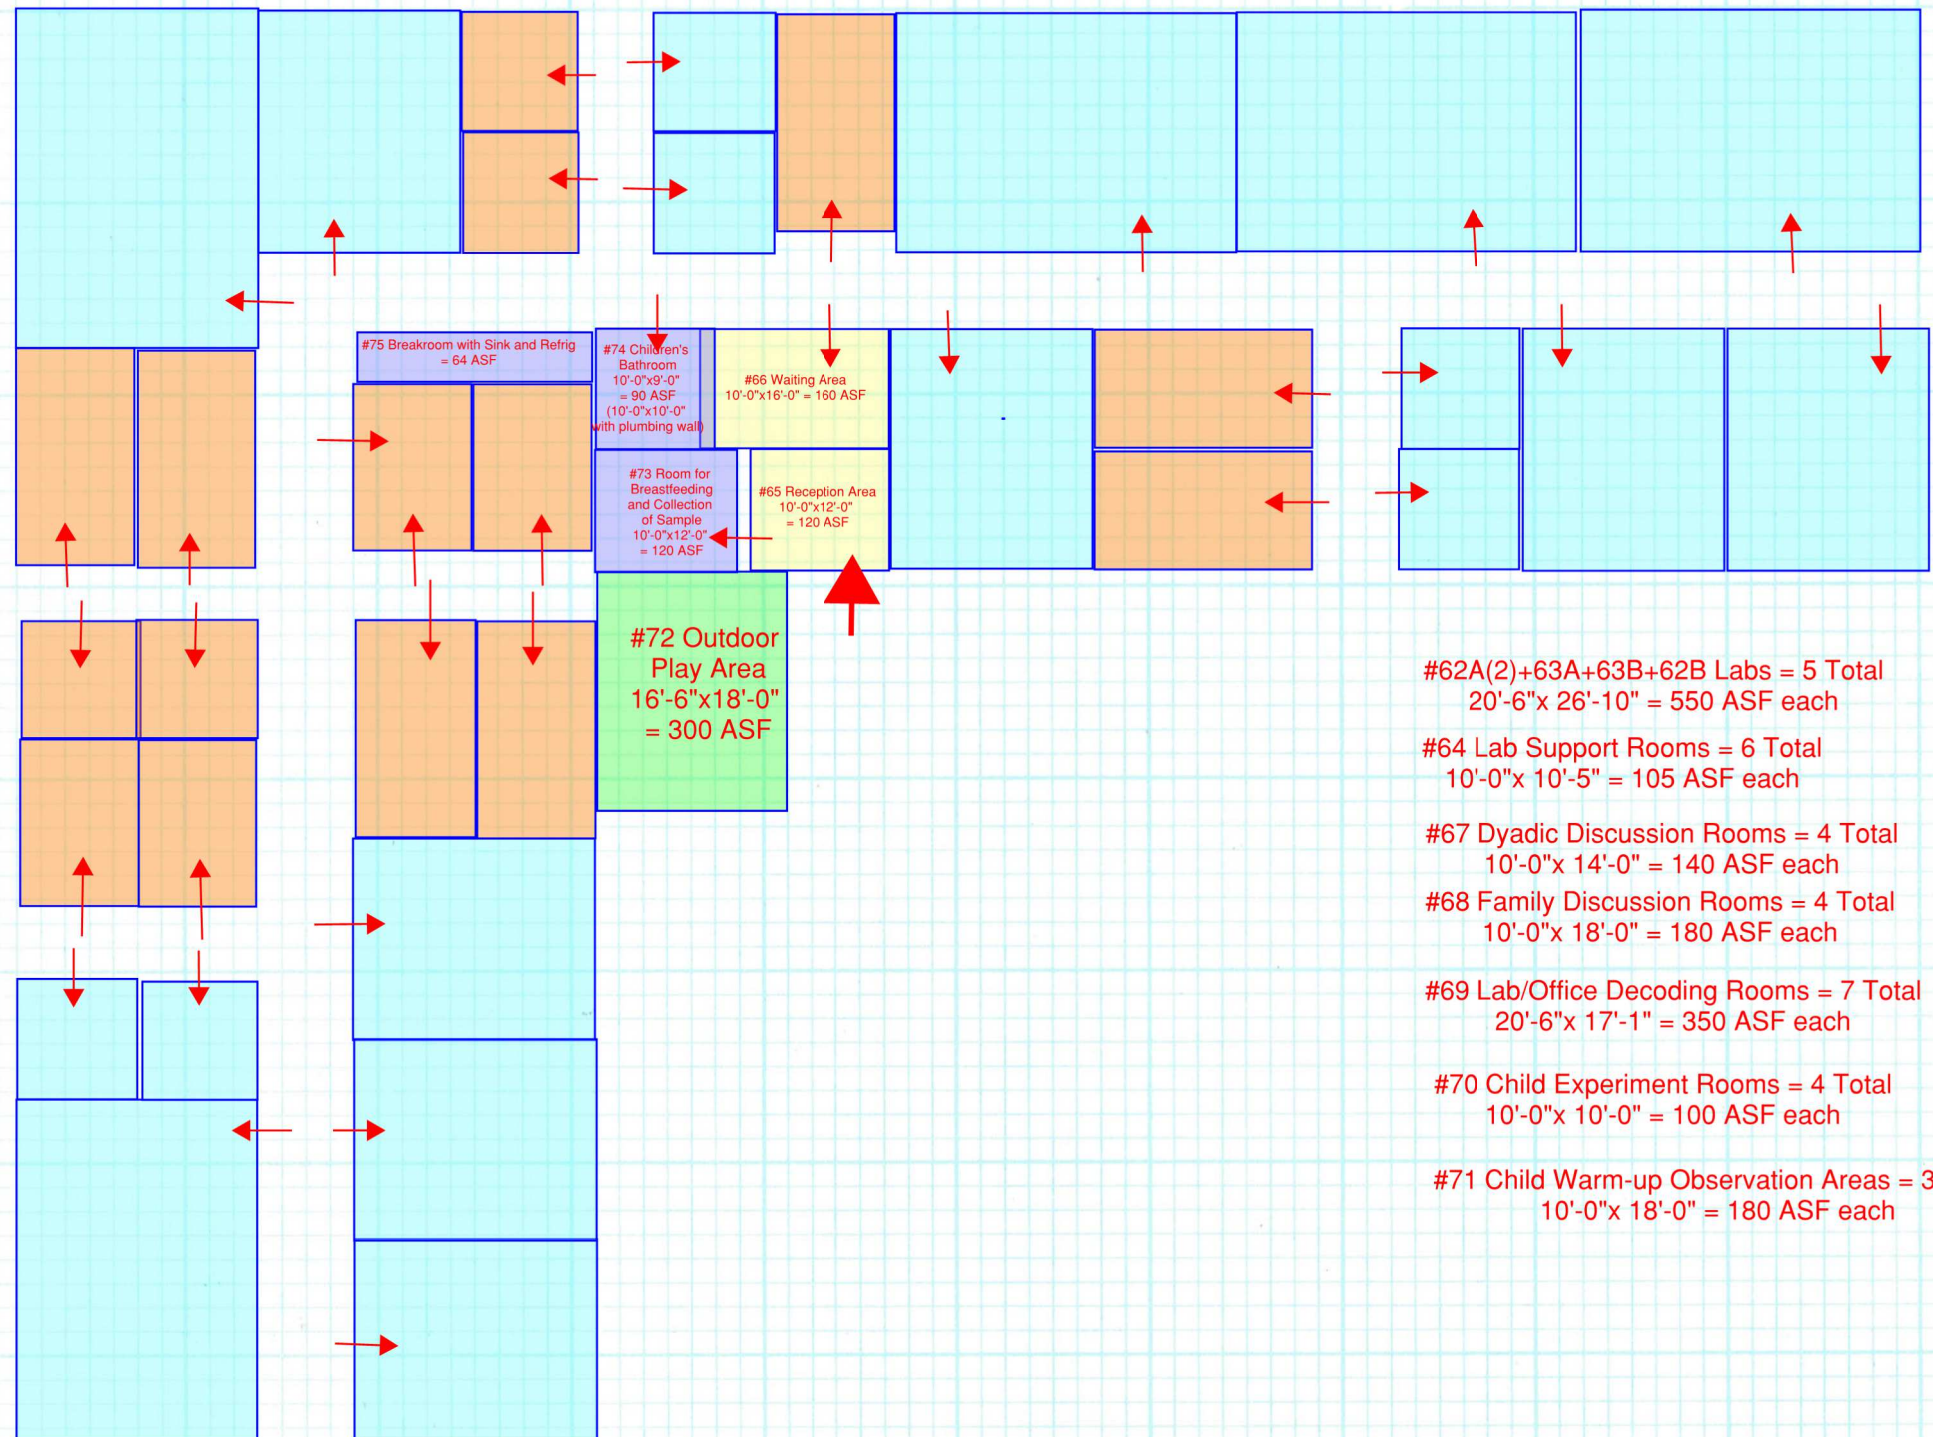 #75 Breakroom with Sink and Refrig
= 64 ASF
#74 Children's
Bathroom
10'-0"x9'-0"
= 90 ASF
(10'-0"x10'-0"
with plumbing wall)
#66 Waiting Area
10'-0"x16'-0" = 160 ASF
#73 Room for
Breastfeeding
and Collection
of Sample
10'-0"x12'-0"
= 120 ASF
#65 Reception Area
10'-0"x12'-0"
= 120 ASF
#72 Outdoor
Play Area
16'-6"x18'-0"
= 300 ASF
#62A(2)+63A+63B+62B Labs = 5 Total
20'-6"x 26'-10" = 550 ASF each
#64 Lab Support Rooms = 6 Total
10'-0"x 10'-5" = 105 ASF each
#67 Dyadic Discussion Rooms = 4 Total
10'-0"x 14'-0" = 140 ASF each
#68 Family Discussion Rooms = 4 Total
10'-0"x 18'-0" = 180 ASF each
#69 Lab/Office Decoding Rooms = 7 Total
20'-6"x 17'-1" = 350 ASF each
#70 Child Experiment Rooms = 4 Total
10'-0"x 10'-0" = 100 ASF each
#71 Child Warm-up Observation Areas = 3
10'-0"x 18'-0" = 180 ASF each